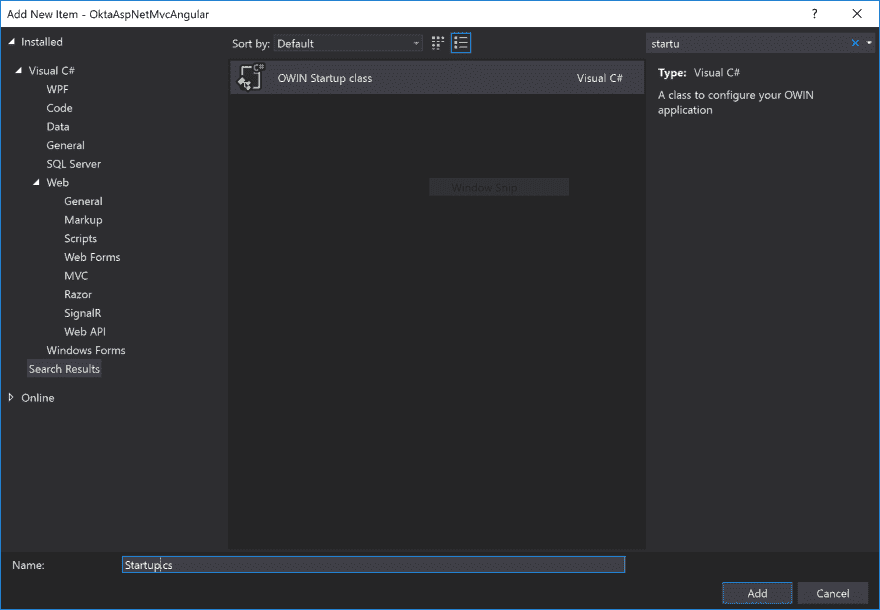 Add New Item - OktaAspNetMvcAngular
?
Installed
Sort by: Default
startu
Visual C#
WPF
Code
Data
General
SQL Server
Web
General
Markup
Scripts
Web Forms
MVC
Razor
SignalR
Web API
Windows Forms
Search Results
Online
C#
OWIN Startup class
Visual C#
Window Snip
Type: Visual C#
A class to configure your OWIN
application
Name:
Startup.cs
Add
Cancel